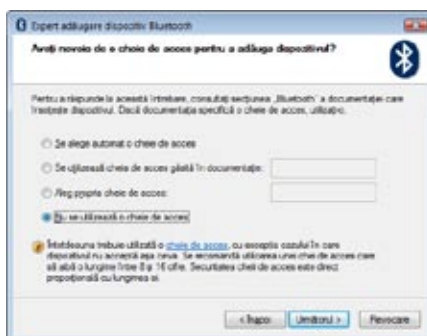 Expert adăugare dispozitiv Bluetooth
Aveți nevoie de o cheie de acces pentru a adăuga dispozitivul?
Pentru a răspunde la această întrebare, consultați secțiunea „Bluetooth” a documentației care
însoțește dispozitivul. Dacă documentația specifică o cheie de acces, utilizați-o.
Se alege automat o cheie de acces
Se utilizează cheia de acces găsită în documentație:
Aleg propria cheie de acces:
Nu se utilizează o cheie de acces
Întotdeauna trebuie utilizată o cheie de acces, cu excepția cazului în care
dispozitivul nu acceptă așa ceva. Se recomandă utilizarea unei chei de acces care
să aibă o lungime între 8 și 16 cifre. Securitatea cheii de acces este direct
proporțională cu lungimea ei.
< Înapoi
Următorul >
Revocare